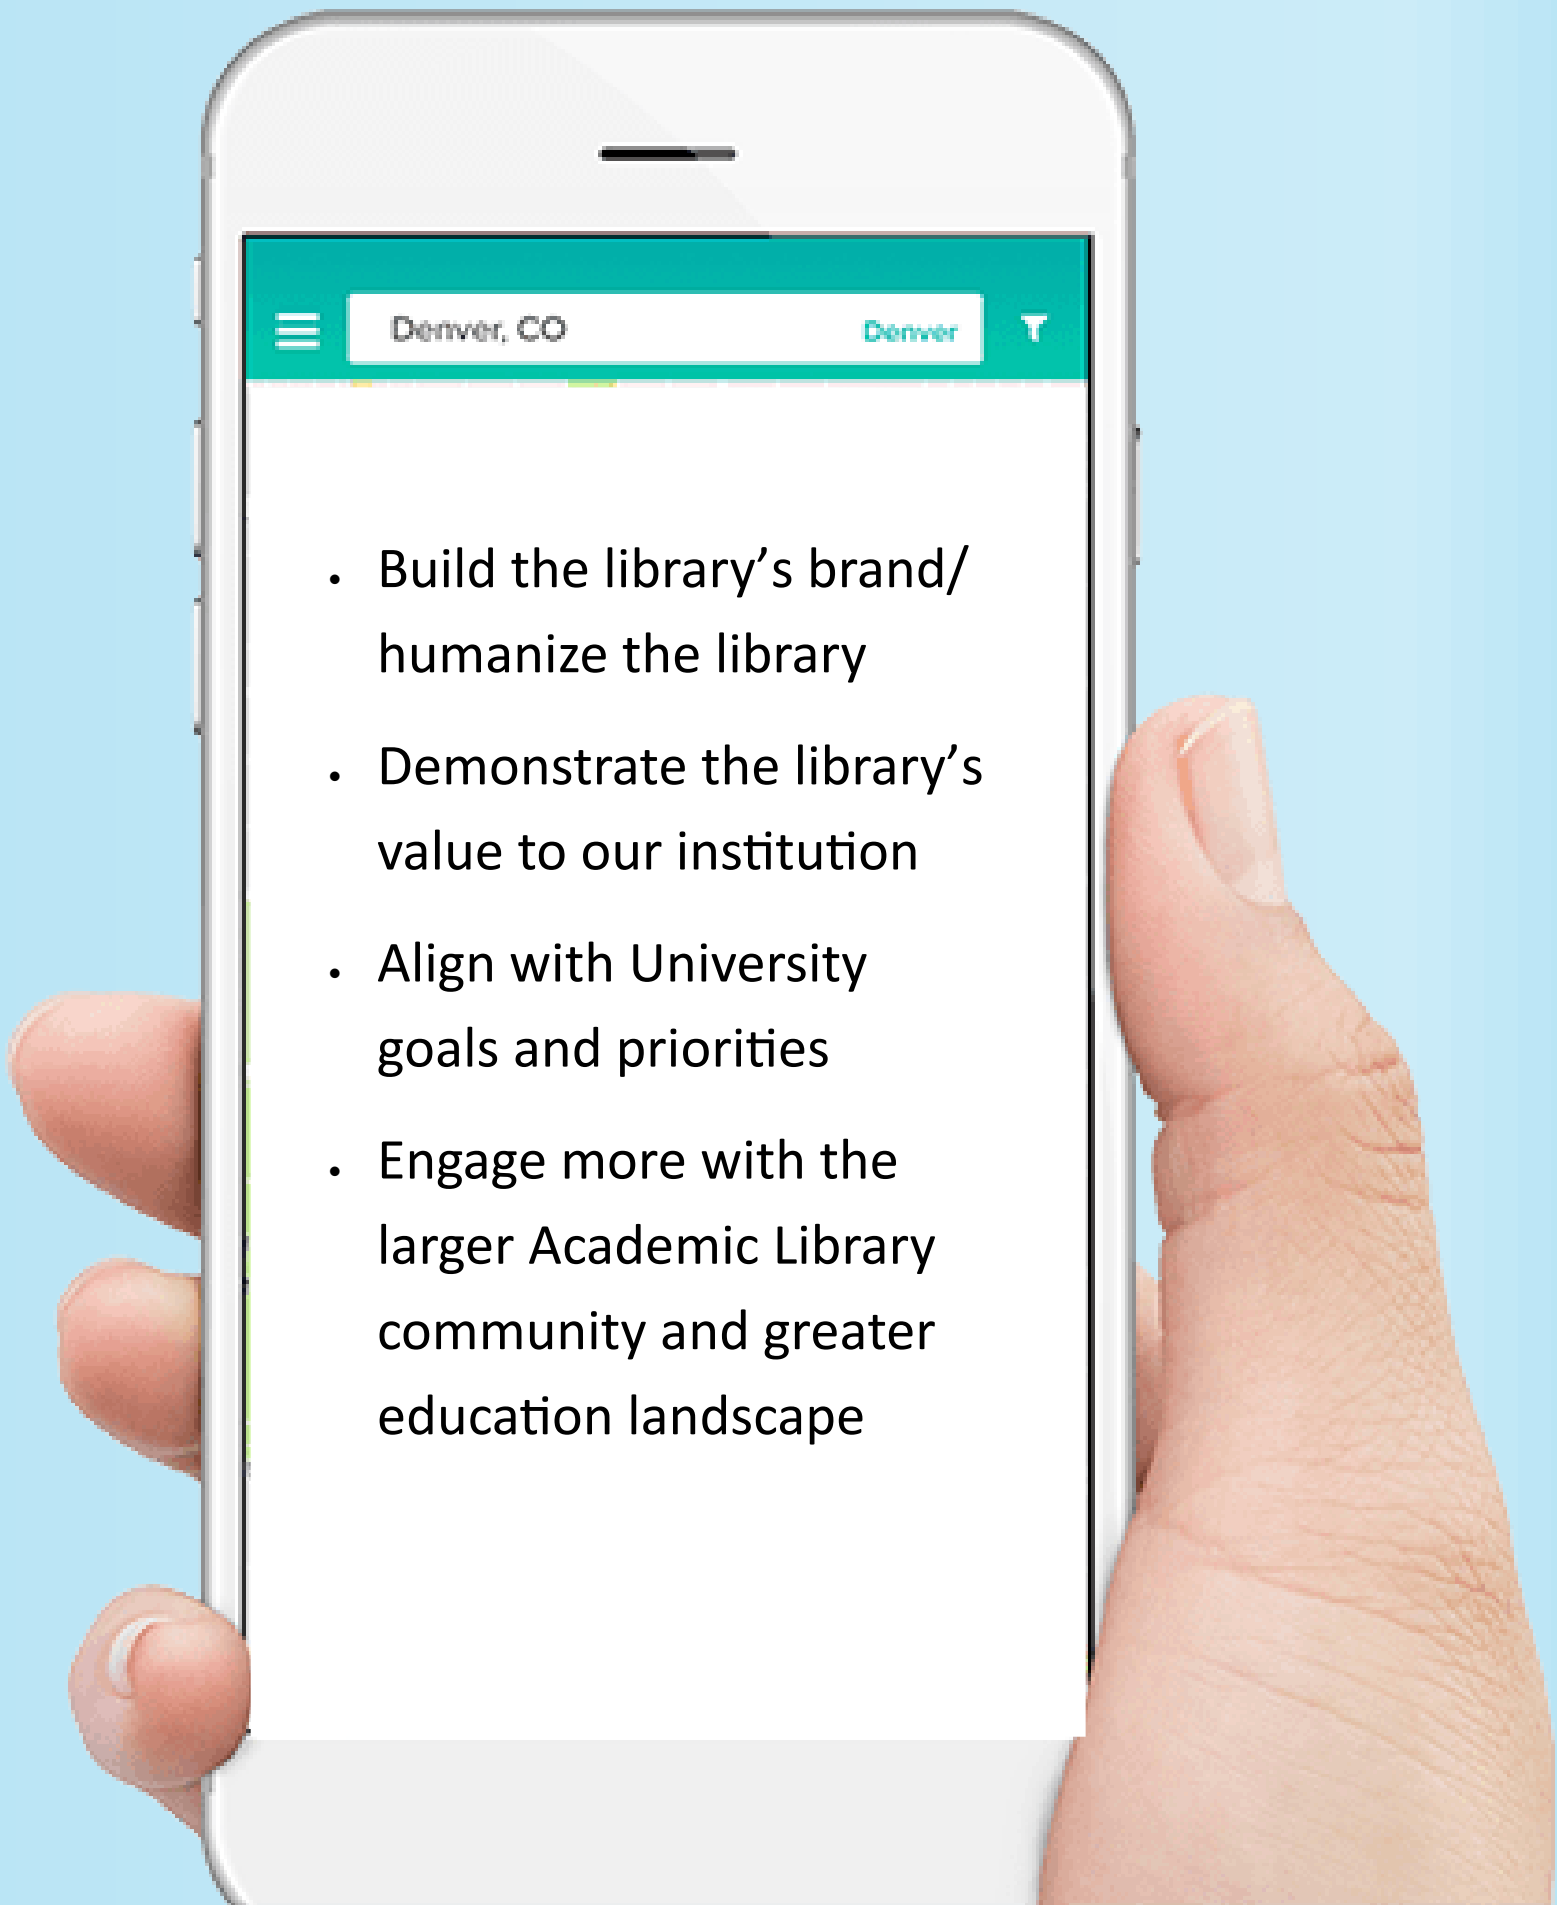 Denver, CO Denver
• Build the library’s brand/
humanize the library
• Demonstrate the library’s
value to our institution
• Align with University
goals and priorities
• Engage more with the
larger Academic Library
community and greater
education landscape